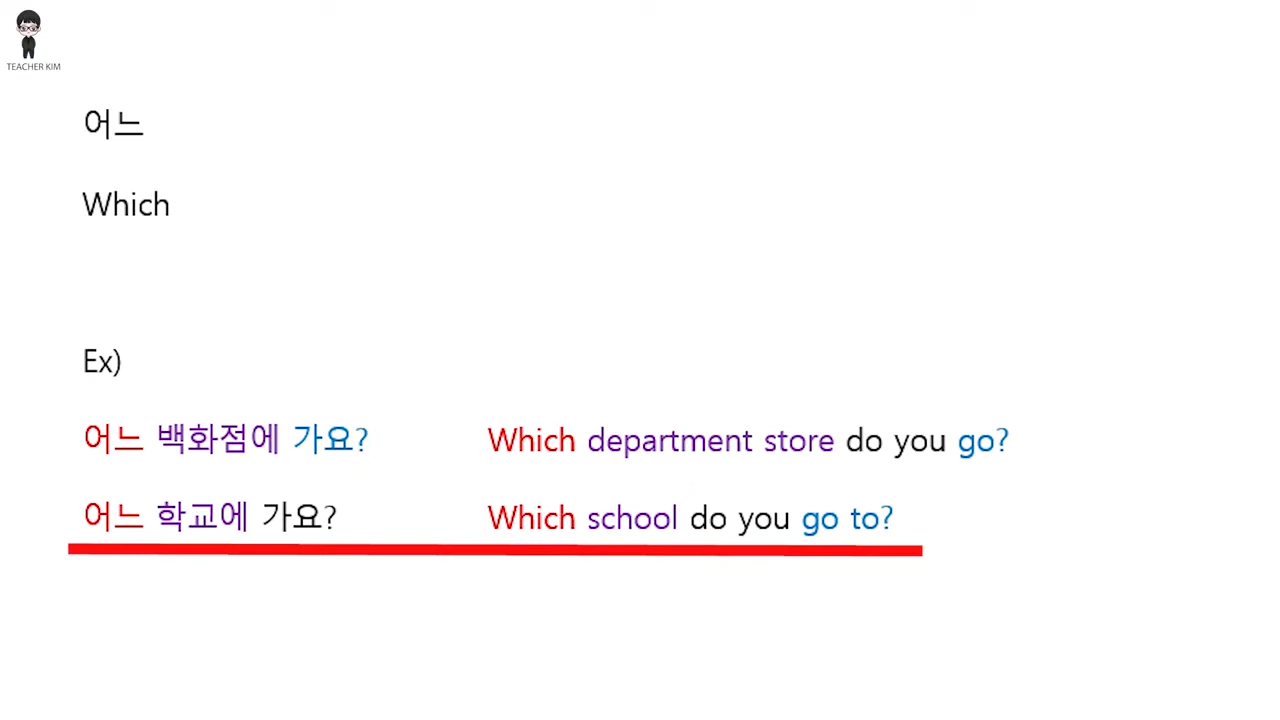 TEACHER KIM
어느
Which
Ex)
어느 백화점에 가요? Which department store do you go?
어느 학교에 가요? Which school do you go to?